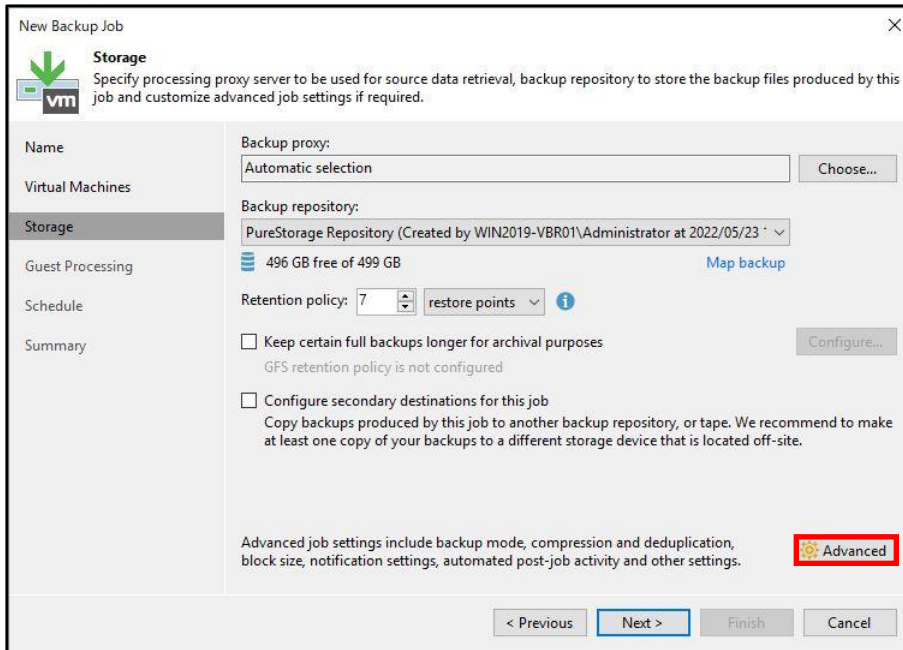 New Backup Job
Storage
Specify processing proxy server to be used for source data retrieval, backup repository to store the backup files produced by this
job and customize advanced job settings if required.
vm
Name
Virtual Machines
Storage
Guest Processing
Schedule
Summary
Backup proxy:
Automatic selection
Choose...
Backup repository:
PureStorage Repository (Created by WIN2019-VBR01\Administrator at 2022/05/23
496 GB free of 499 GB
Map backup
Retention policy: 7 restore points
Keep certain full backups longer for archival purposes
Configure...
GFS retention policy is not configured
Configure secondary destinations for this job
Copy backups produced by this job to another backup repository, or tape. We recommend to make
at least one copy of your backups to a different storage device that is located off-site.
Advanced job settings include backup mode, compression and deduplication,
block size, notification settings, automated post-job activity and other settings.
Advanced
< Previous
Next >
Finish
Cancel